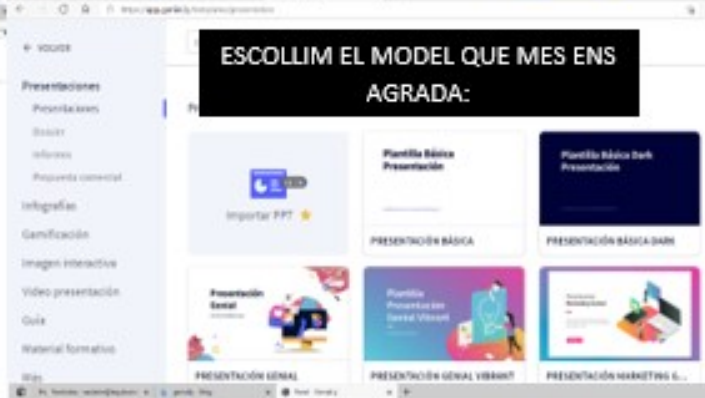 ESCOLLIM EL MODEL QUE MES ENS
AGRADA:
VOLVER
Presentaciones
Presentaciones
Dossier
Informes
Propuesta comercial
Infografías
Gamificación
Imagen interactiva
Video presentación
Guía
Material formativo
Más
Importar PPT
Plantilla Básica
Presentación
PRESENTACIÓN BÁSICA
Plantilla Básica Dark
Presentación
PRESENTACIÓN BÁSICA DARK
Presentación
Genial
PRESENTACIÓN GENIAL
Plantilla
Presentación
Genial Vibrant
PRESENTACIÓN GENIAL VIBRANT
PRESENTACIÓN MARKETING G...